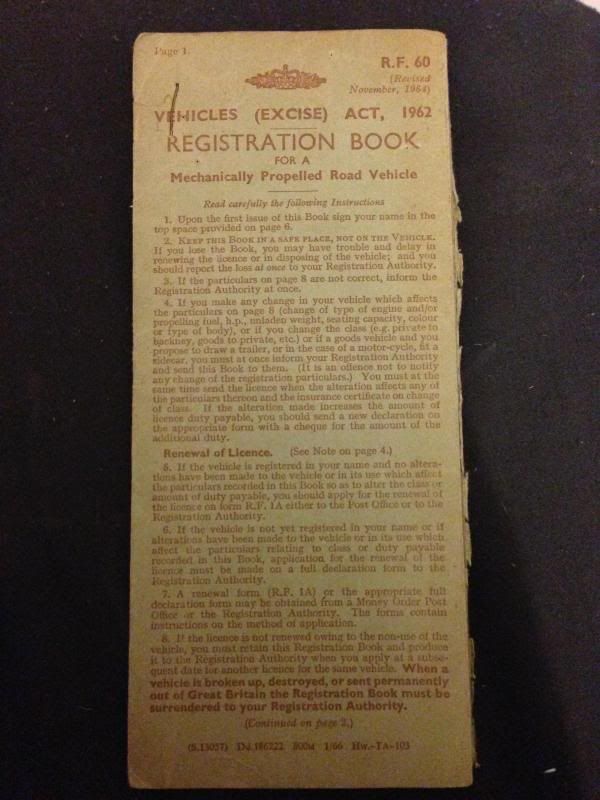 Page 1
R.F. 60
(Revised
November, 1964)
VEHICLES (EXCISE) ACT, 1962
REGISTRATION BOOK
FOR A
Mechanically Propelled Road Vehicle
Read carefully the following Instructions
1. Upon the first issue of this Book sign your name in the
top space provided on page 6.
2. KEEP THIS BOOK IN A SAFE PLACE, NOT ON THE VEHICLE.
If you lose the Book, you may have trouble and delay in
renewing the licence or in disposing of the vehicle; and you
should report the loss at once to your Registration Authority.
3. If the particulars on page 8 are not correct, inform the
Registration Authority at once.
4. If you make any change in your vehicle which affects
the particulars on page 8 (change of type of engine and/or
propelling fuel, h.p., unladen weight, seating capacity, colour
or type of body), or if you change the class (e.g. private to
hackney, goods to private, etc.) or if a goods vehicle and you
propose to draw a trailer, or in the case of a motor-cycle, fit a
sidecar, you must at once inform your Registration Authority
and send this Book to them. (It is an offence not to notify
any change of the registration particulars.) You must at the
same time send the licence when the alteration affects any of
the particulars thereon and the insurance certificate on change
of class. If the alteration made increases the amount of
licence duty payable, you should send a new declaration on
the appropriate form with a cheque for the amount of the
additional duty.
Renewal of Licence. (See Note on page 4.)
5. If the vehicle is registered in your name and no altera-
tions have been made to the vehicle or in its use which affect
the particulars recorded in this Book so as to alter the class or
amount of duty payable, you should apply for the renewal of
the licence on form R.F. 1A either to the Post Office or to the
Registration Authority.
6. If the vehicle is not yet registered in your name or if
alterations have been made to the vehicle or in its use which
affect the particulars relating to class or duty payable
recorded in this Book, application for the renewal of the
licence must be made on a full declaration form to the
Registration Authority.
7. A renewal form (R.F. 1A) or the appropriate full
declaration form may be obtained from a Money Order Post
Office or the Registration Authority. The forms contain
instructions on the method of application.
8. If the licence is not renewed owing to the non-use of the
vehicle, you must retain this Registration Book and produce
it to the Registration Authority when you apply at a subse-
quent date for another licence for the same vehicle. When a
vehicle is broken up, destroyed, or sent permanently
out of Great Britain the Registration Book must be
surrendered to your Registration Authority.
(Continued on page 2.)
(S.13057) Dd.186222 800M 1/66 Hw.-TA-103